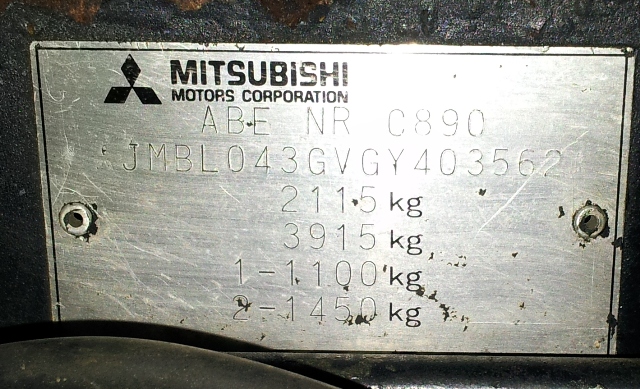 MITSUBISHI
MOTORS CORPORATION
ABE NR C890
JMBL043GVGY403562
2115 kg
3915 kg
1-1100 kg
2-1450 kg